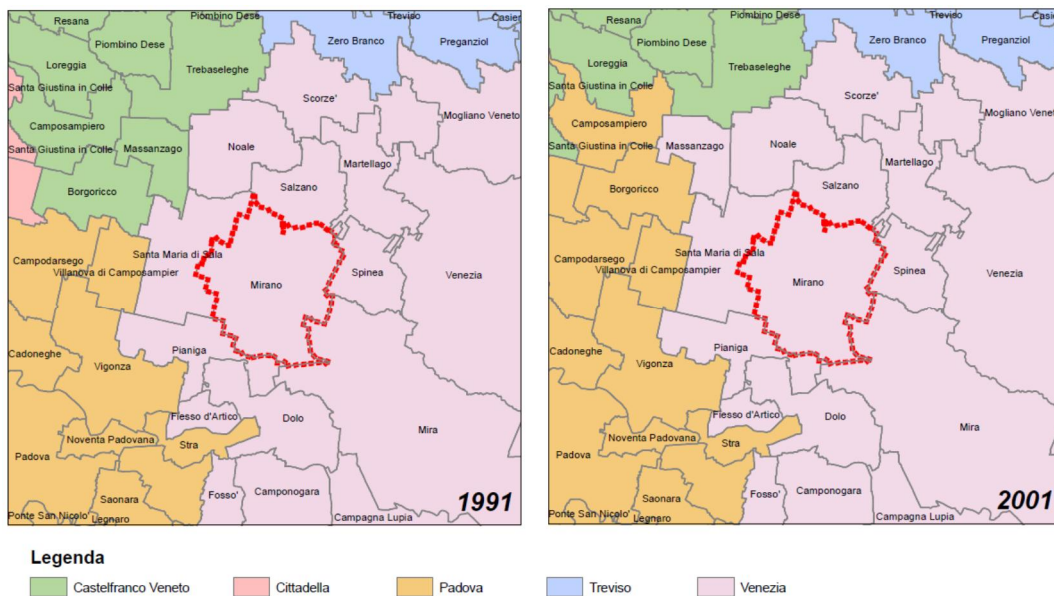 Resana
Piombino Dese
Treviso
Casier
Piombino Dese
Zero Branco
Preganziol
Loreggia
Trebaseleghe
Santa Giustina in Colle
Scorze'
Mogliano Veneto
Camposampiero
Santa Giustina in Colle
Massanzago
Noale
Martellago
Borgoricco
Salzano
Santa Maria di Sala
Campodarsego
Villanova di Camposampier
Spinea
Venezia
Mirano
Cadoneghe
Vigonza
Pianiga
Fiesso d'Artico
Dolo
Mira
Noventa Padovana
Stra
Padova
Saonara
Fosso'
Camponogara
1991
Ponte San Nicolo'
Legnaro
Campagna Lupia
Resana
Piombino Dese
Treviso
Casier
Piombino Dese
Zero Branco
Preganziol
Loreggia
Trebaseleghe
Santa Giustina in Colle
Scorze'
Mogliano Veneto
Camposampiero
Santa Giustina in Colle
Massanzago
Noale
Martellago
Borgoricco
Salzano
Santa Maria di Sala
Campodarsego
Villanova di Camposampier
Spinea
Venezia
Mirano
Cadoneghe
Vigonza
Pianiga
Fiesso d'Artico
Dolo
Mira
Noventa Padovana
Stra
Padova
Saonara
Fosso'
Camponogara
2001
Ponte San Nicolo'
Legnaro
Campagna Lupia
Legenda
Castelfranco Veneto
Cittadella
Padova
Treviso
Venezia